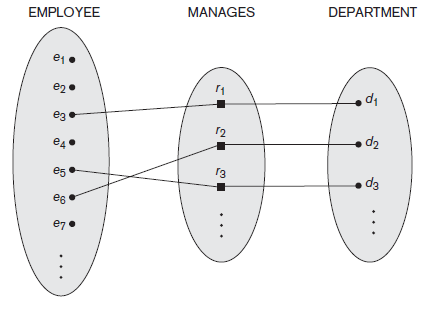 EMPLOYEE
MANAGES
DEPARTMENT
e1
e2
e3
e4
e5
e6
e7
r1
r2
r3
d1
d2
d3